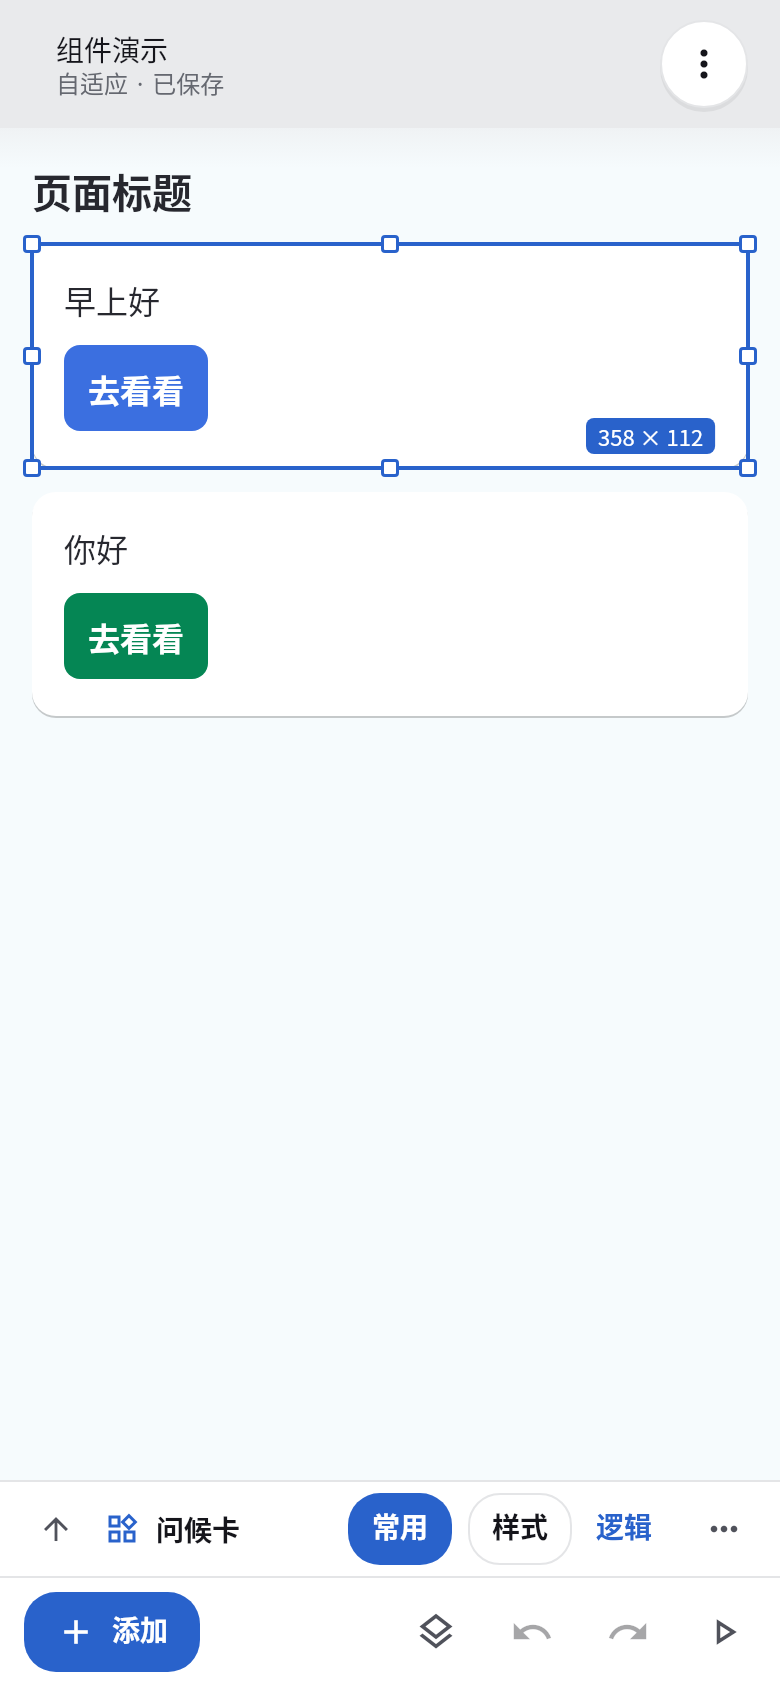 组件演示
自适应 · 已保存
页面标题
早上好
去看看
358 × 112
你好
去看看
问候卡
常用
样式
逻辑
添加